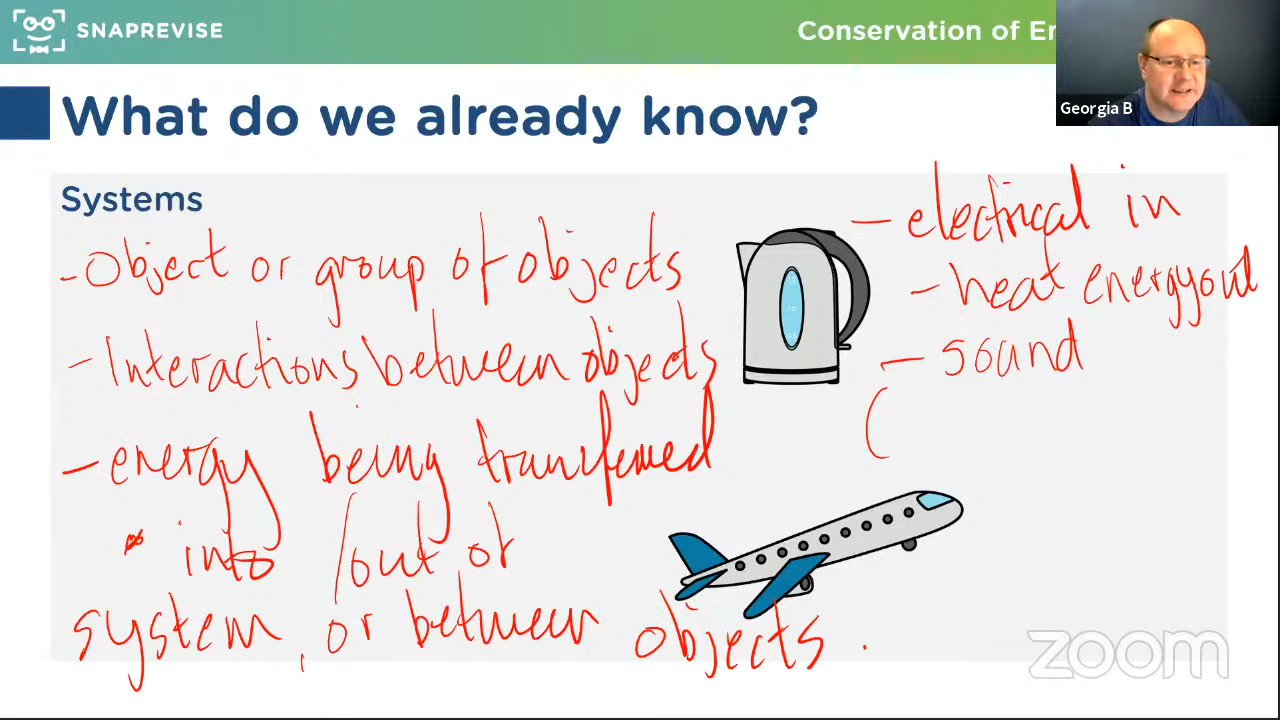 SNAPREVISE
Conservation of En
Georgia B
What do we already know?
Systems
- Object or group of objects
- Interactions between objects
- energy being transferred
into / out of
system, or between objects.
- electrical in
- heat energy out
- sound
(
zoom